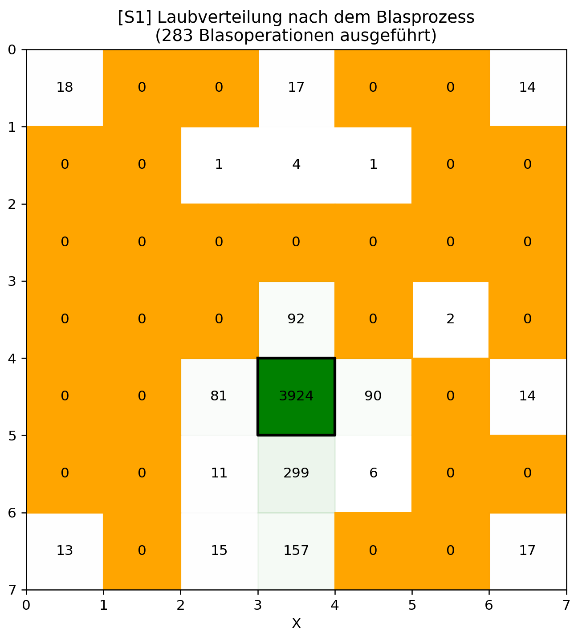 [S1] Laubverteilung nach dem Blasprozess
(283 Blasoperationen ausgeführt)
0
18 0 0 17 0 0 14
1
0 0 1 4 1 0 0
2
0 0 0 0 0 0 0
3
0 0 0 92 0 2 0
4
0 0 81 3924 90 0 14
5
0 0 11 299 6 0 0
6
13 0 15 157 0 0 17
7
0 1 2 3 4 5 6 7
X